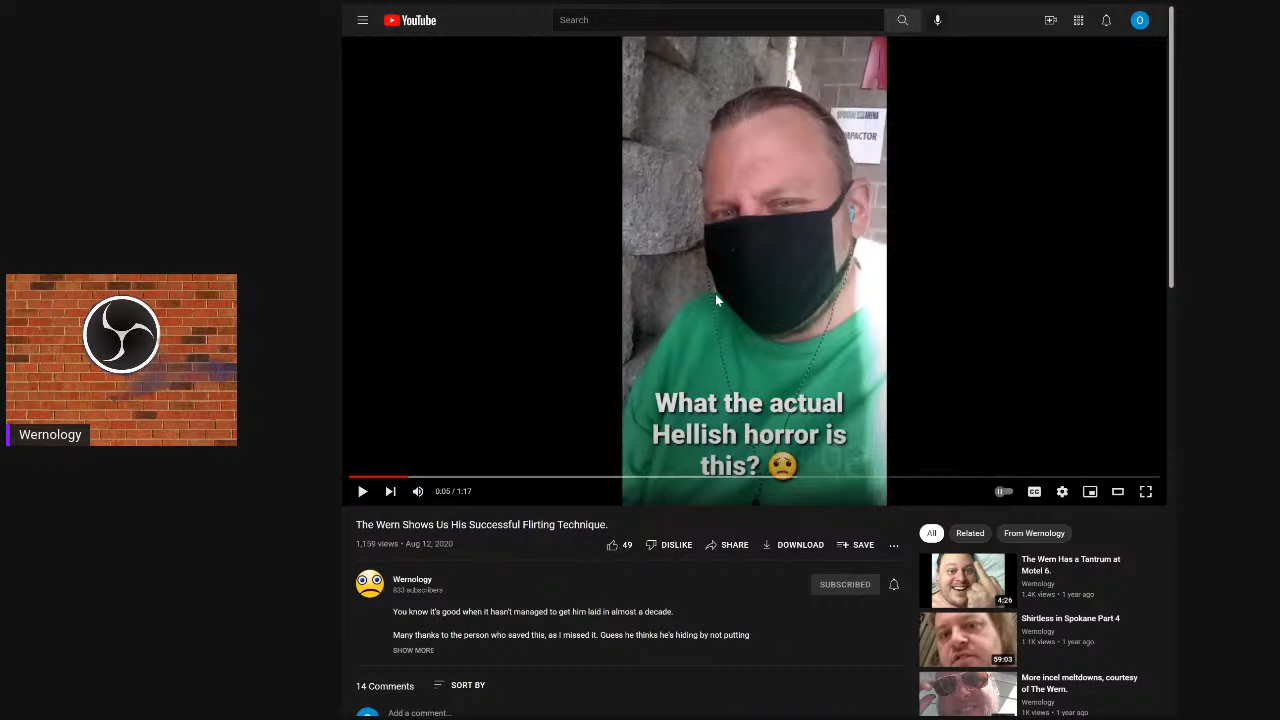 YouTube
Search
O
A
SPOKANE ARENA
APACTOR
What the actual
Hellish horror is
this? 😟
0:05 / 1:17
CC
The Wern Shows Us His Successful Flirting Technique.
1,159 views • Aug 12, 2020
49
DISLIKE
SHARE
DOWNLOAD
SAVE
Wernology
833 subscribers
SUBSCRIBED
You know it's good when it hasn't managed to get him laid in almost a decade.
Many thanks to the person who saved this, as I missed it. Guess he thinks he's hiding by not putting
SHOW MORE
14 Comments
SORT BY
Add a comment...
All
Related
From Wernology
The Wern Has a Tantrum at
Motel 6.
Wernology
1.4K views • 1 year ago
4:26
Shirtless in Spokane Part 4
Wernology
1.1K views • 1 year ago
59:03
More incel meltdowns, courtesy
of The Wern.
Wernology
1K views • 1 year ago
Wernology